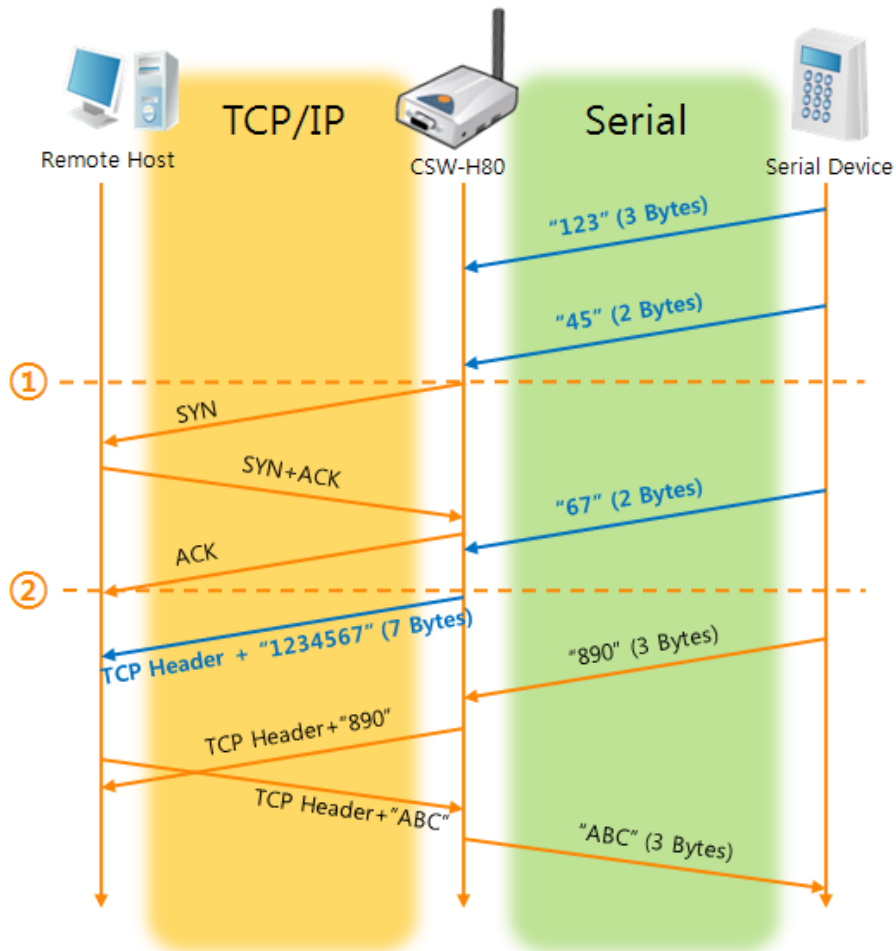 TCP/IP
Serial
Remote Host
CSW-H80
Serial Device
“123” (3 Bytes)
“45” (2 Bytes)
①
SYN
SYN+ACK
“67” (2 Bytes)
ACK
②
TCP Header + “1234567” (7 Bytes)
“890” (3 Bytes)
TCP Header+“890”
TCP Header+“ABC”
“ABC” (3 Bytes)